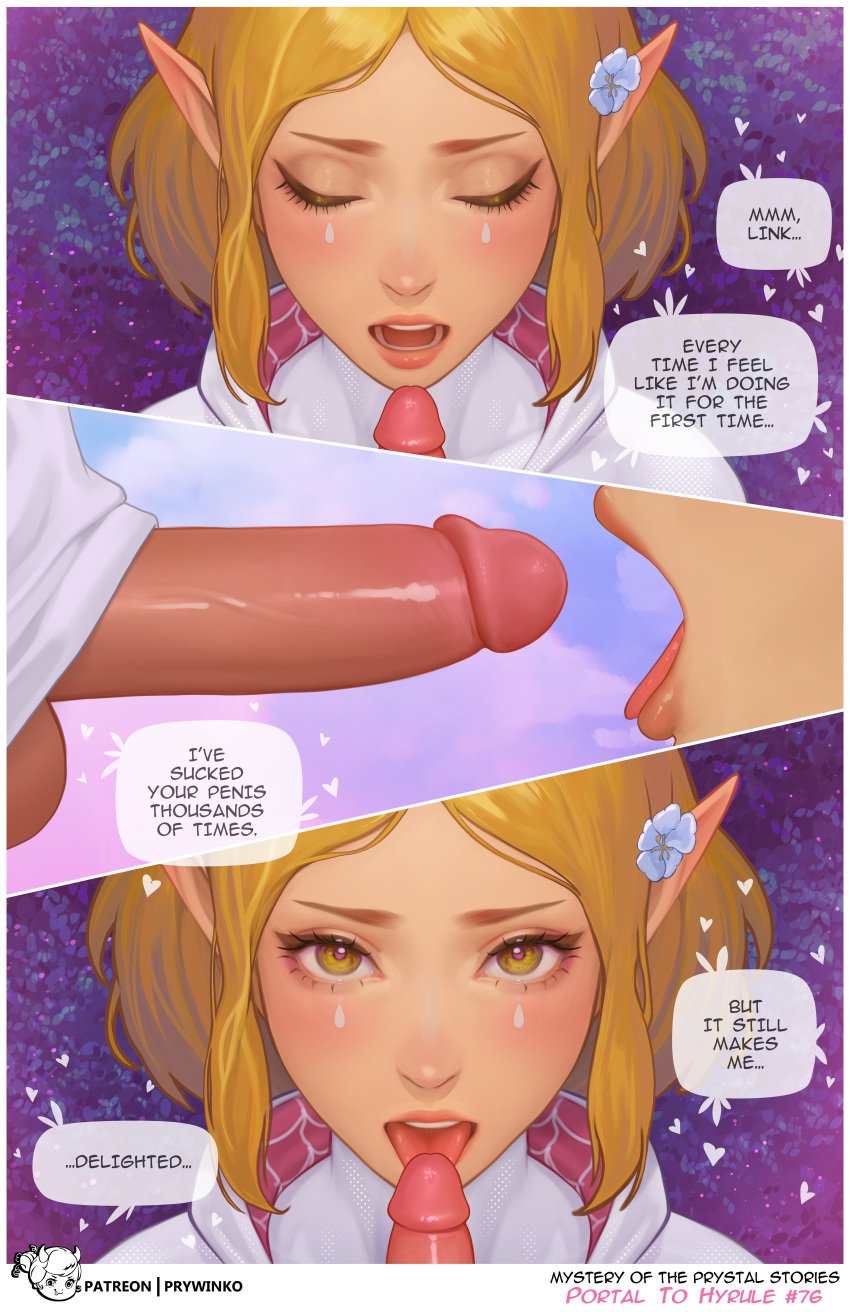 MMM,
LINK...
EVERY
TIME I FEEL
LIKE I'M DOING
IT FOR THE
FIRST TIME...
I'VE
SUCKED
YOUR PENIS
THOUSANDS
OF TIMES.
BUT
IT STILL
MAKES
ME...
...DELIGHTED...
PATREON | PRYWINKO
MYSTERY OF THE PRYSTAL STORIES
PORTAL TO HYRULE #76